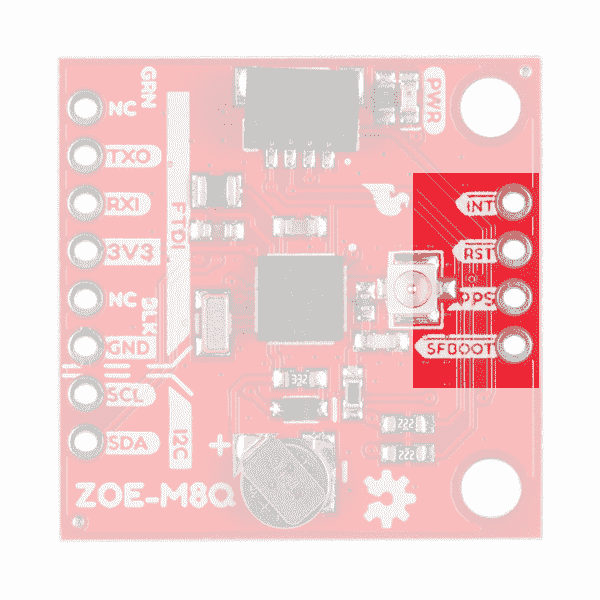 GRN
NC
TXO
RXI
3V3
NC
BLK
GND
SCL
SDA
FTDI
I2C
PWR
INT
RST
PPS
SFBOOT
332
222
222
+
ZOE-M8Q